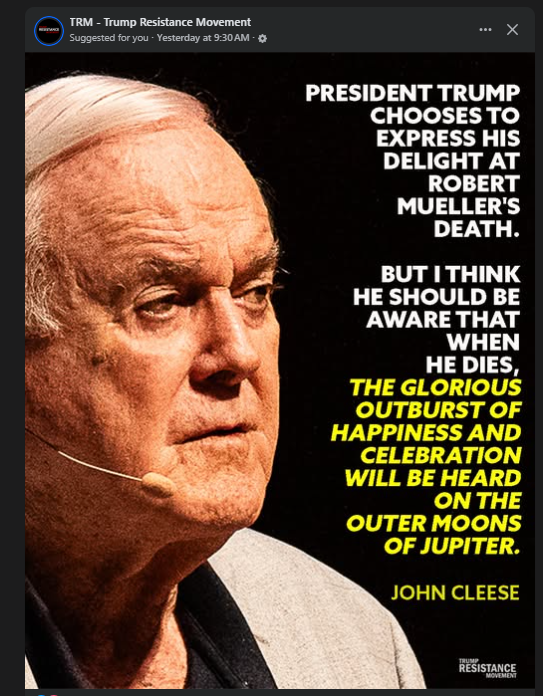 TRM - Trump Resistance Movement
Suggested for you · Yesterday at 9:30 AM ·
PRESIDENT TRUMP
CHOOSES TO
EXPRESS HIS
DELIGHT AT
ROBERT
MUELLER'S
DEATH.
BUT I THINK
HE SHOULD BE
AWARE THAT
WHEN
HE DIES,
THE GLORIOUS
OUTBURST OF
HAPPINESS AND
CELEBRATION
WILL BE HEARD
ON THE
OUTER MOONS
OF JUPITER.
JOHN CLEESE
TRUMP
RESISTANCE
MOVEMENT